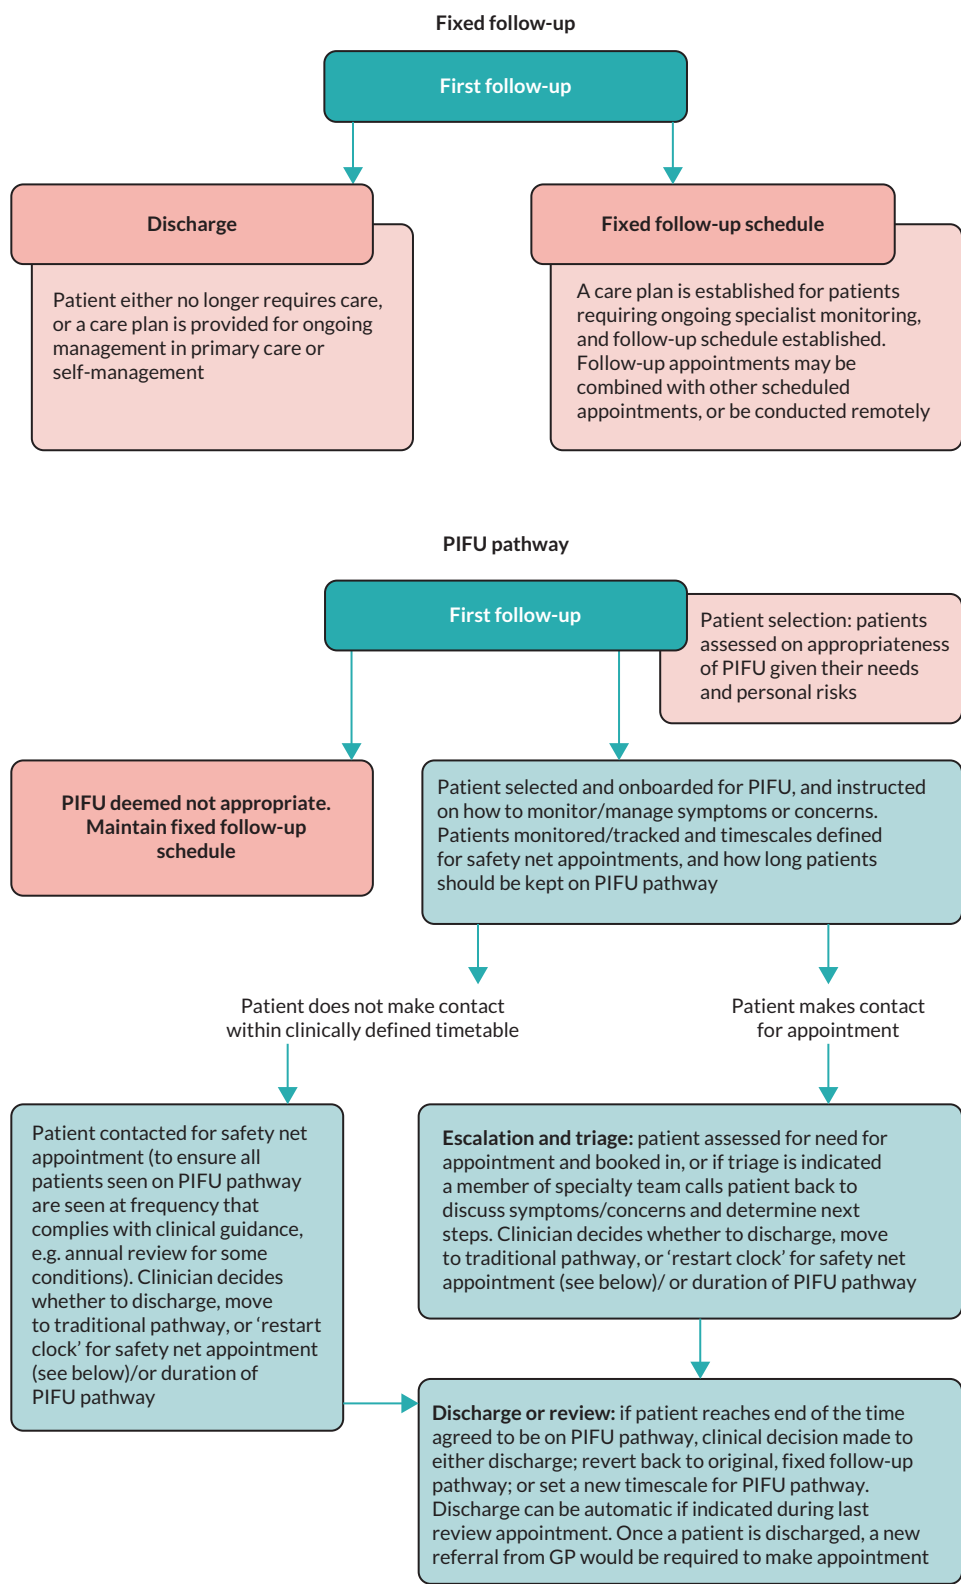 Fixed follow-up
First follow-up
Discharge
Patient either no longer requires care,
or a care plan is provided for ongoing
management in primary care or
self-management
Fixed follow-up schedule
A care plan is established for patients
requiring ongoing specialist monitoring,
and follow-up schedule established.
Follow-up appointments may be
combined with other scheduled
appointments, or be conducted remotely
PIFU pathway
First follow-up
Patient selection: patients
assessed on appropriateness
of PIFU given their needs
and personal risks
PIFU deemed not appropriate.
Maintain fixed follow-up
schedule
Patient selected and onboarded for PIFU, and instructed
on how to monitor/manage symptoms or concerns.
Patients monitored/tracked and timescales defined
for safety net appointments, and how long patients
should be kept on PIFU pathway
Patient does not make contact
within clinically defined timetable
Patient makes contact
for appointment
Patient contacted for safety net
appointment (to ensure all
patients seen on PIFU pathway
are seen at frequency that
complies with clinical guidance,
e.g. annual review for some
conditions). Clinician decides
whether to discharge, move
to traditional pathway, or ‘restart
clock’ for safety net appointment
(see below)/or duration of
PIFU pathway
Escalation and triage: patient assessed for need for
appointment and booked in, or if triage is indicated
a member of specialty team calls patient back to
discuss symptoms/concerns and determine next
steps. Clinician decides whether to discharge, move
to traditional pathway, or ‘restart clock’ for safety net
appointment (see below)/ or duration of PIFU pathway
Discharge or review: if patient reaches end of the time
agreed to be on PIFU pathway, clinical decision made to
either discharge; revert back to original, fixed follow-up
pathway; or set a new timescale for PIFU pathway.
Discharge can be automatic if indicated during last
review appointment. Once a patient is discharged, a new
referral from GP would be required to make appointment